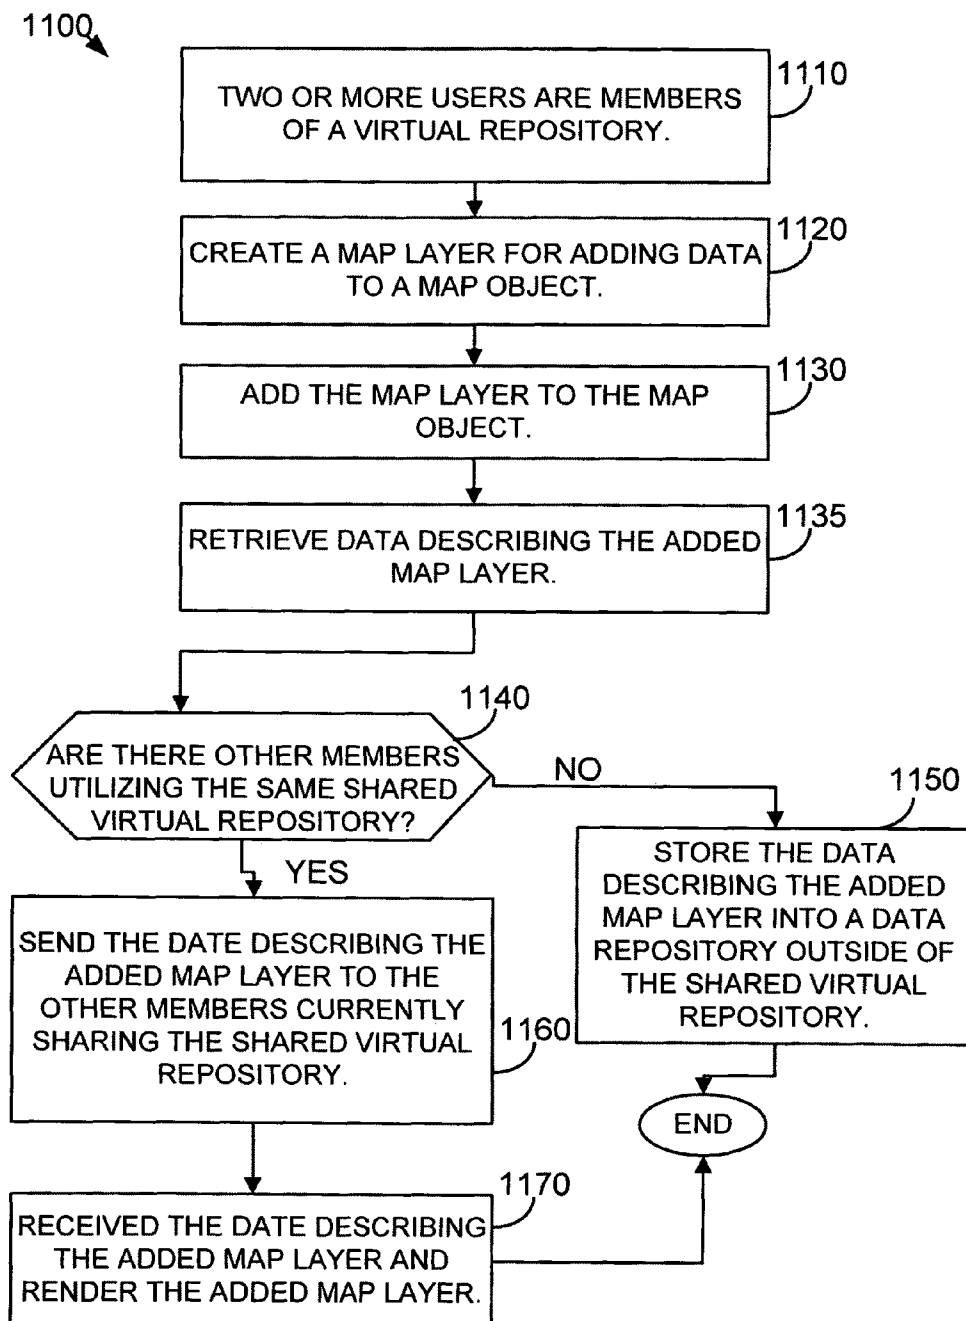 1100
TWO OR MORE USERS ARE MEMBERS
OF A VIRTUAL REPOSITORY.
1110
CREATE A MAP LAYER FOR ADDING DATA
TO A MAP OBJECT.
1120
ADD THE MAP LAYER TO THE MAP
OBJECT.
1130
RETRIEVE DATA DESCRIBING THE ADDED
MAP LAYER.
1135
ARE THERE OTHER MEMBERS
UTILIZING THE SAME SHARED
VIRTUAL REPOSITORY?
1140
NO
YES
STORE THE DATA
DESCRIBING THE ADDED
MAP LAYER INTO A DATA
REPOSITORY OUTSIDE OF
THE SHARED VIRTUAL
REPOSITORY.
1150
SEND THE DATE DESCRIBING THE
ADDED MAP LAYER TO THE
OTHER MEMBERS CURRENTLY
SHARING THE SHARED VIRTUAL
REPOSITORY.
1160
END
RECEIVED THE DATE DESCRIBING
THE ADDED MAP LAYER AND
RENDER THE ADDED MAP LAYER.
1170